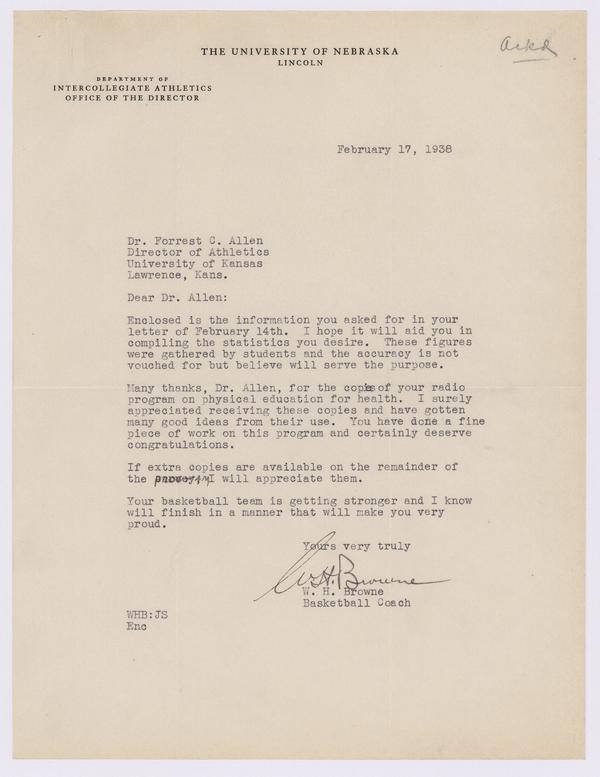 Ackd
THE UNIVERSITY OF NEBRASKA
LINCOLN
DEPARTMENT OF
INTERCOLLEGIATE ATHLETICS
OFFICE OF THE DIRECTOR
February 17, 1938
Dr. Forrest C. Allen
Director of Athletics
University of Kansas
Lawrence, Kans.
Dear Dr. Allen:
Enclosed is the information you asked for in your
letter of February 14th. I hope it will aid you in
compiling the statistics you desire. These figures
were gathered by students and the accuracy is not
vouched for but believe will serve the purpose.
Many thanks, Dr. Allen, for the copies of your radio
program on physical education for health. I surely
appreciated receiving these copies and have gotten
many good ideas from their use. You have done a fine
piece of work on this program and certainly deserve
congratulations.
If extra copies are available on the remainder of
the program I will appreciate them.
Your basketball team is getting stronger and I know
will finish in a manner that will make you very
proud.
Yours very truly
W. H. Browne
W. H. Browne
Basketball Coach
WHB:JS
Enc